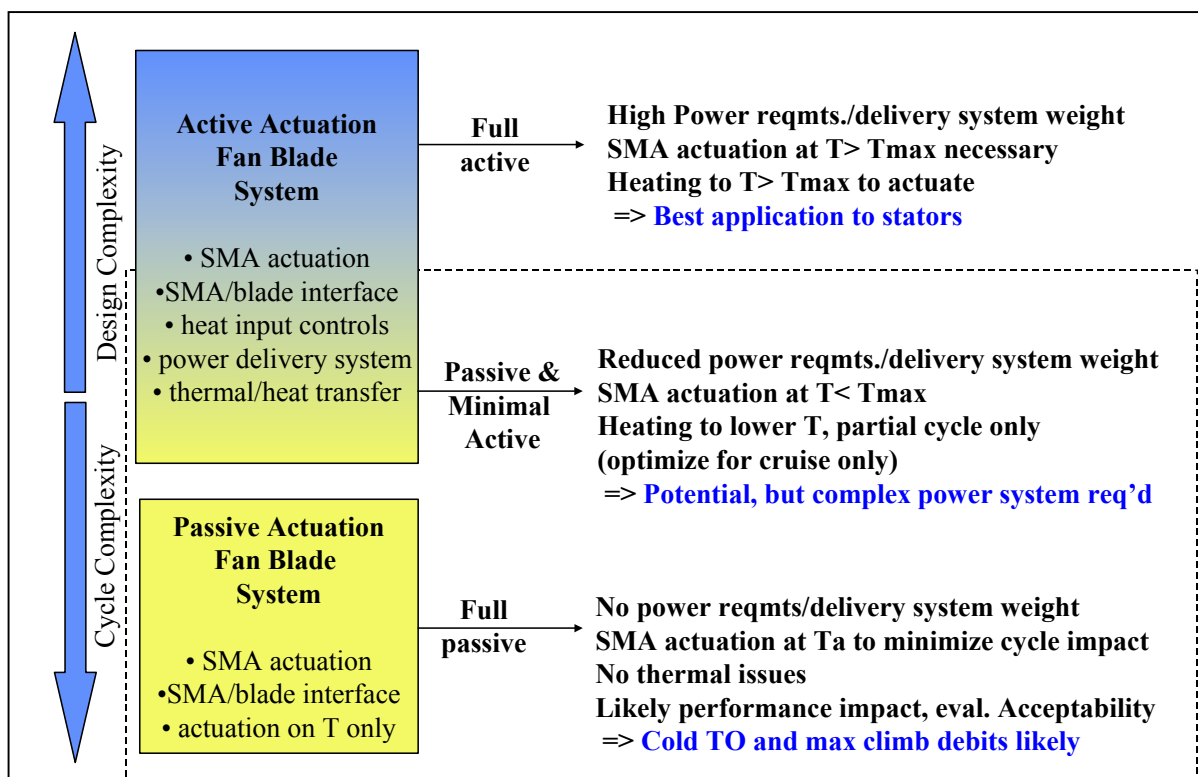 Design Complexity
Cycle Complexity
Active Actuation
Fan Blade
System
• SMA actuation
•SMA/blade interface
• heat input controls
• power delivery system
• thermal/heat transfer
Full
active
High Power reqmts./delivery system weight
SMA actuation at T> Tmax necessary
Heating to T> Tmax to actuate
=> Best application to stators
Passive &
Minimal
Active
Reduced power reqmts./delivery system weight
SMA actuation at T< Tmax
Heating to lower T, partial cycle only
(optimize for cruise only)
=> Potential, but complex power system req’d
Passive Actuation
Fan Blade
System
• SMA actuation
•SMA/blade interface
• actuation on T only
Full
passive
No power reqmts/delivery system weight
SMA actuation at Ta to minimize cycle impact
No thermal issues
Likely performance impact, eval. Acceptability
=> Cold TO and max climb debits likely